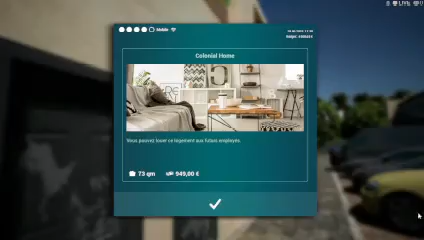 Mobile
Colonial Home
Vous pouvez louer ce logement aux futurs employés.
73 qm 949,00 €